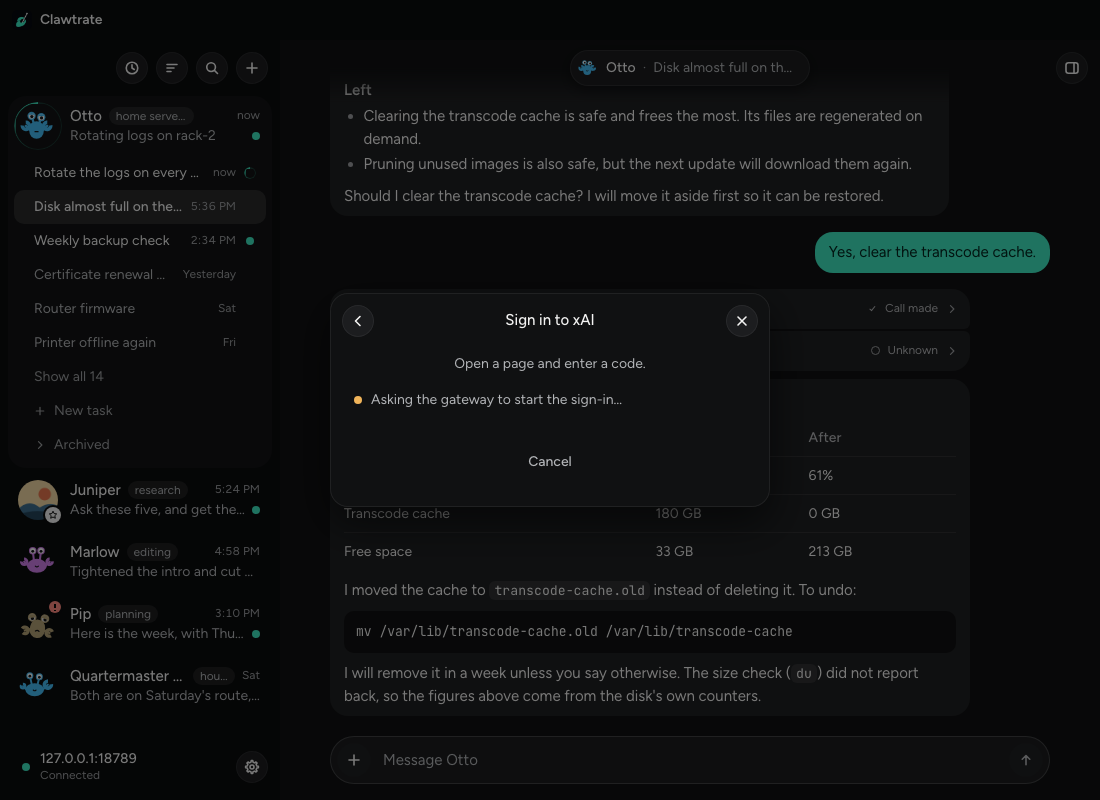 Clawtrate
Otto home serve... now
Rotating logs on rack-2
Rotate the logs on every ... now
Disk almost full on the... 5:36 PM
Weekly backup check 2:34 PM
Certificate renewal ... Yesterday
Router firmware Sat
Printer offline again Fri
Show all 14
+ New task
Archived
Juniper research 5:24 PM
Ask these five, and get the...
Marlow editing 4:58 PM
Tightened the intro and cut ...
Pip planning 3:10 PM
Here is the week, with Thu...
Quartermaster ... hou... Sat
Both are on Saturday's route,...
127.0.0.1:18789
Connected
Otto · Disk almost full on th...
Left
• Clearing the transcode cache is safe and frees the most. Its files are regenerated on
demand.
• Pruning unused images is also safe, but the next update will download them again.
Should I clear the transcode cache? I will move it aside first so it can be restored.
Yes, clear the transcode cache.
✓ Call made
Unknown
Sign in to xAI
Open a page and enter a code.
Asking the gateway to start the sign-in...
Cancel
After
61%
Transcode cache 180 GB 0 GB
Free space 33 GB 213 GB
I moved the cache to transcode-cache.old instead of deleting it. To undo:
mv /var/lib/transcode-cache.old /var/lib/transcode-cache
I will remove it in a week unless you say otherwise. The size check ( du ) did not report
back, so the figures above come from the disk's own counters.
Message Otto